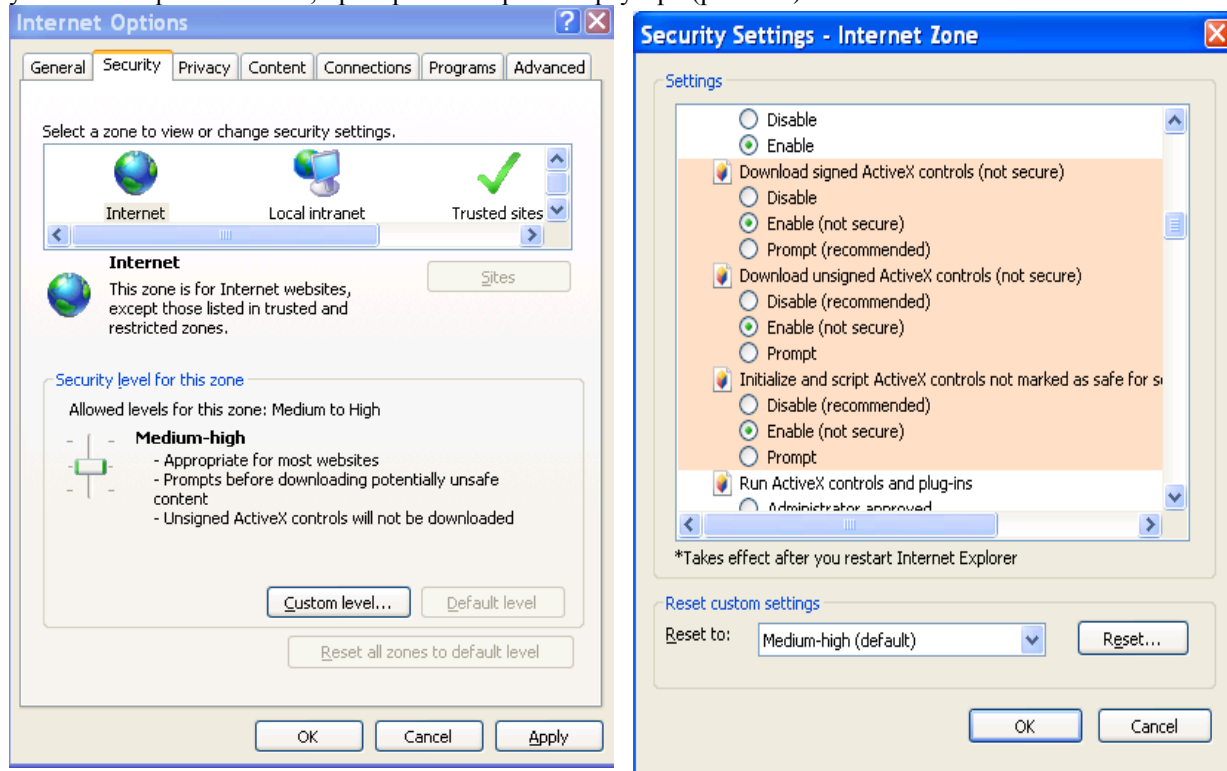 Internet Options
General Security Privacy Content Connections Programs Advanced
Select a zone to view or change security settings.
Internet Local intranet Trusted sites
Internet
This zone is for Internet websites,
except those listed in trusted and
restricted zones.
Sites
Security level for this zone
Allowed levels for this zone: Medium to High
Medium-high
- Appropriate for most websites
- Prompts before downloading potentially unsafe
content
- Unsigned ActiveX controls will not be downloaded
Custom level... Default level
Reset all zones to default level
OK Cancel Apply
Security Settings - Internet Zone
Settings
Disable
Enable
Download signed ActiveX controls (not secure)
Disable
Enable (not secure)
Prompt (recommended)
Download unsigned ActiveX controls (not secure)
Disable (recommended)
Enable (not secure)
Prompt
Initialize and script ActiveX controls not marked as safe for
Disable (recommended)
Enable (not secure)
Prompt
Run ActiveX controls and plug-ins
Administrator approved
*Takes effect after you restart Internet Explorer
Reset custom settings
Reset to: Medium-high (default) Reset...
OK Cancel